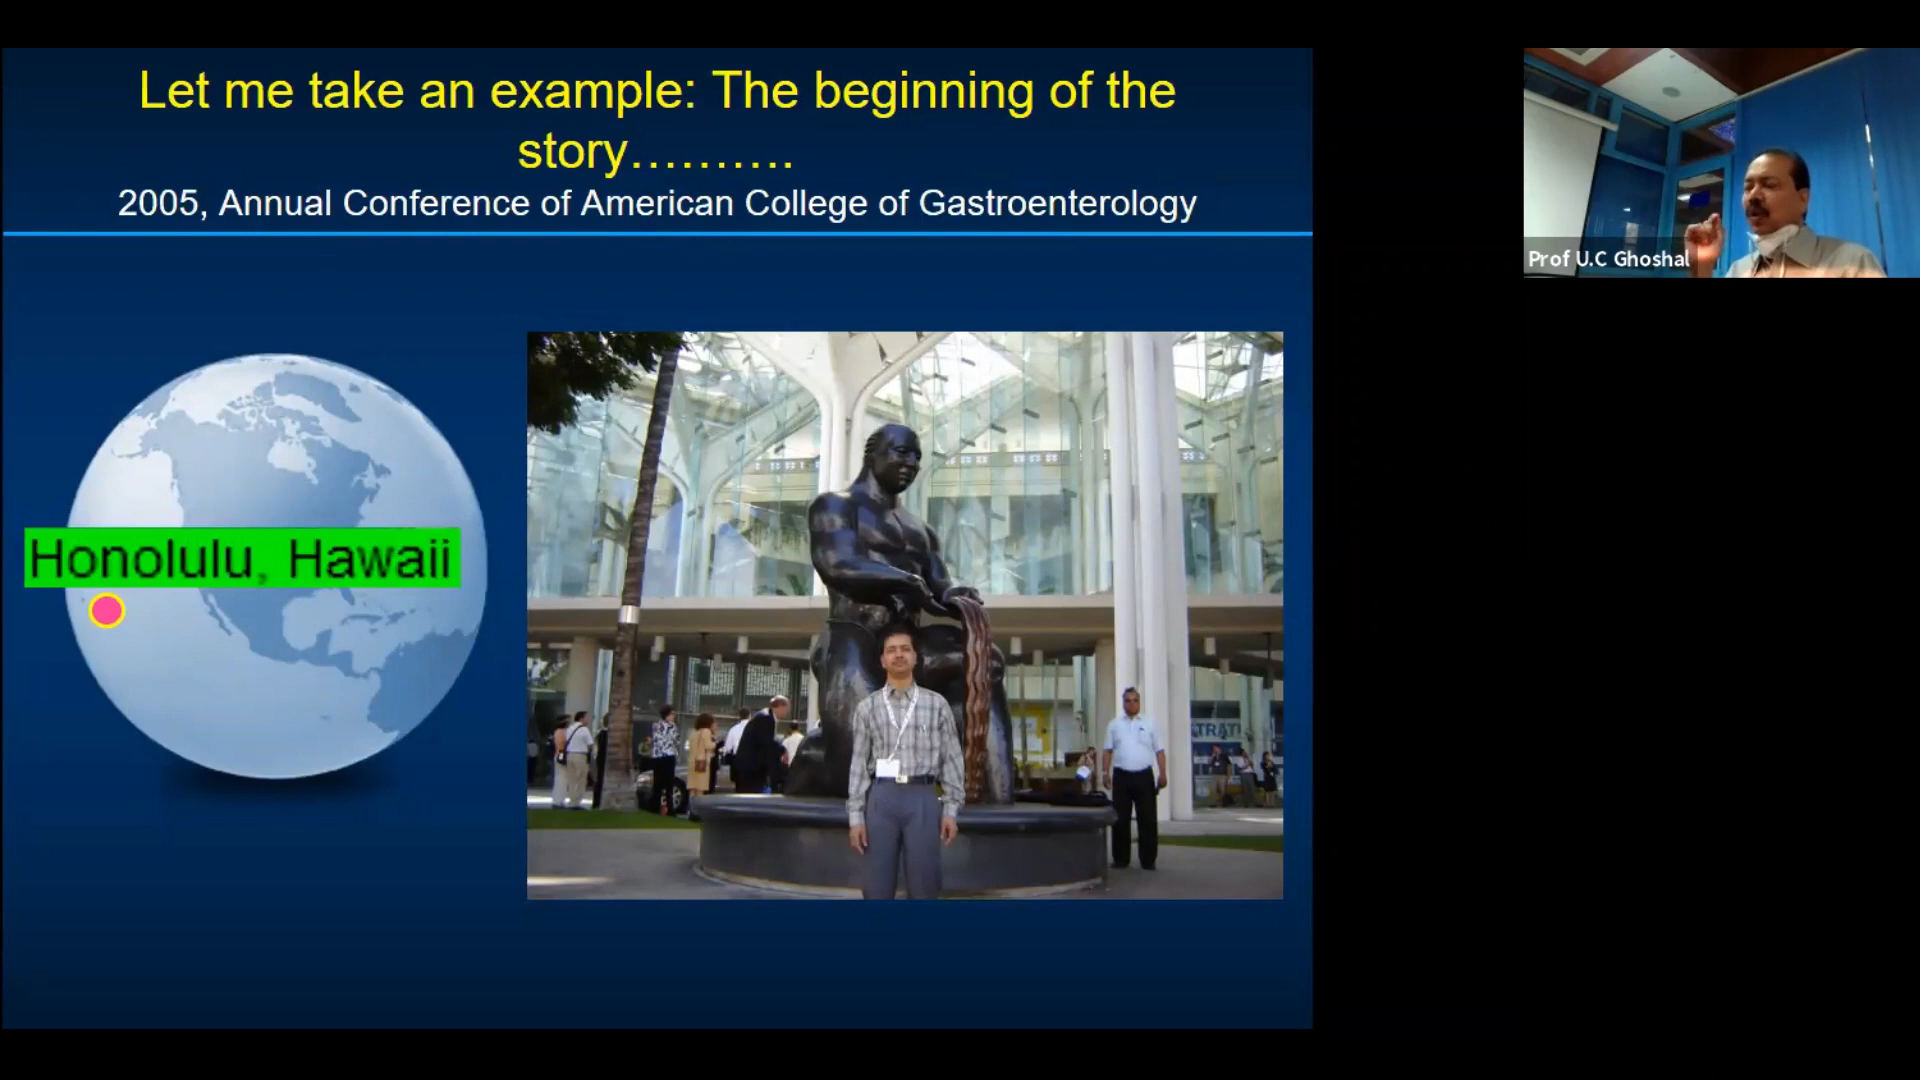 Let me take an example: The beginning of the
story……….
2005, Annual Conference of American College of Gastroenterology
Prof U.C Ghoshal
Honolulu, Hawaii